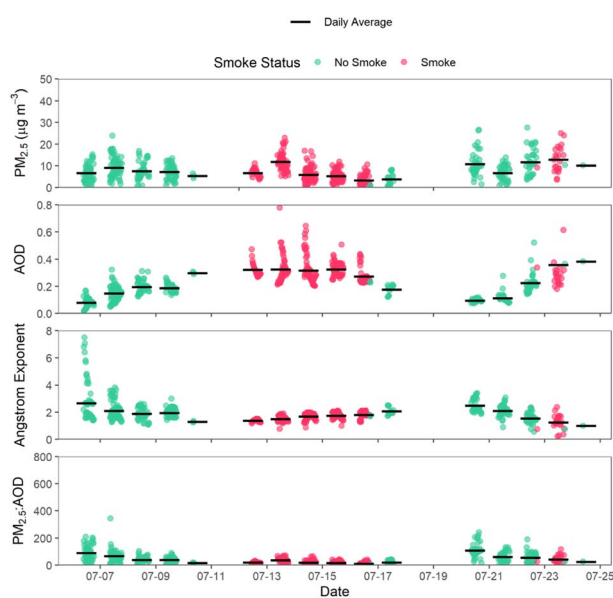 Daily Average
Smoke Status No Smoke Smoke
PM2.5 (µg m−3)
50
40
30
20
10
0
AOD
0.8
0.6
0.4
0.2
0.0
Angstrom Exponent
8
6
4
2
0
PM2.5:AOD
800
600
400
200
0
07-07 07-09 07-11 07-13 07-15 07-17 07-19 07-21 07-23 07-25
Date